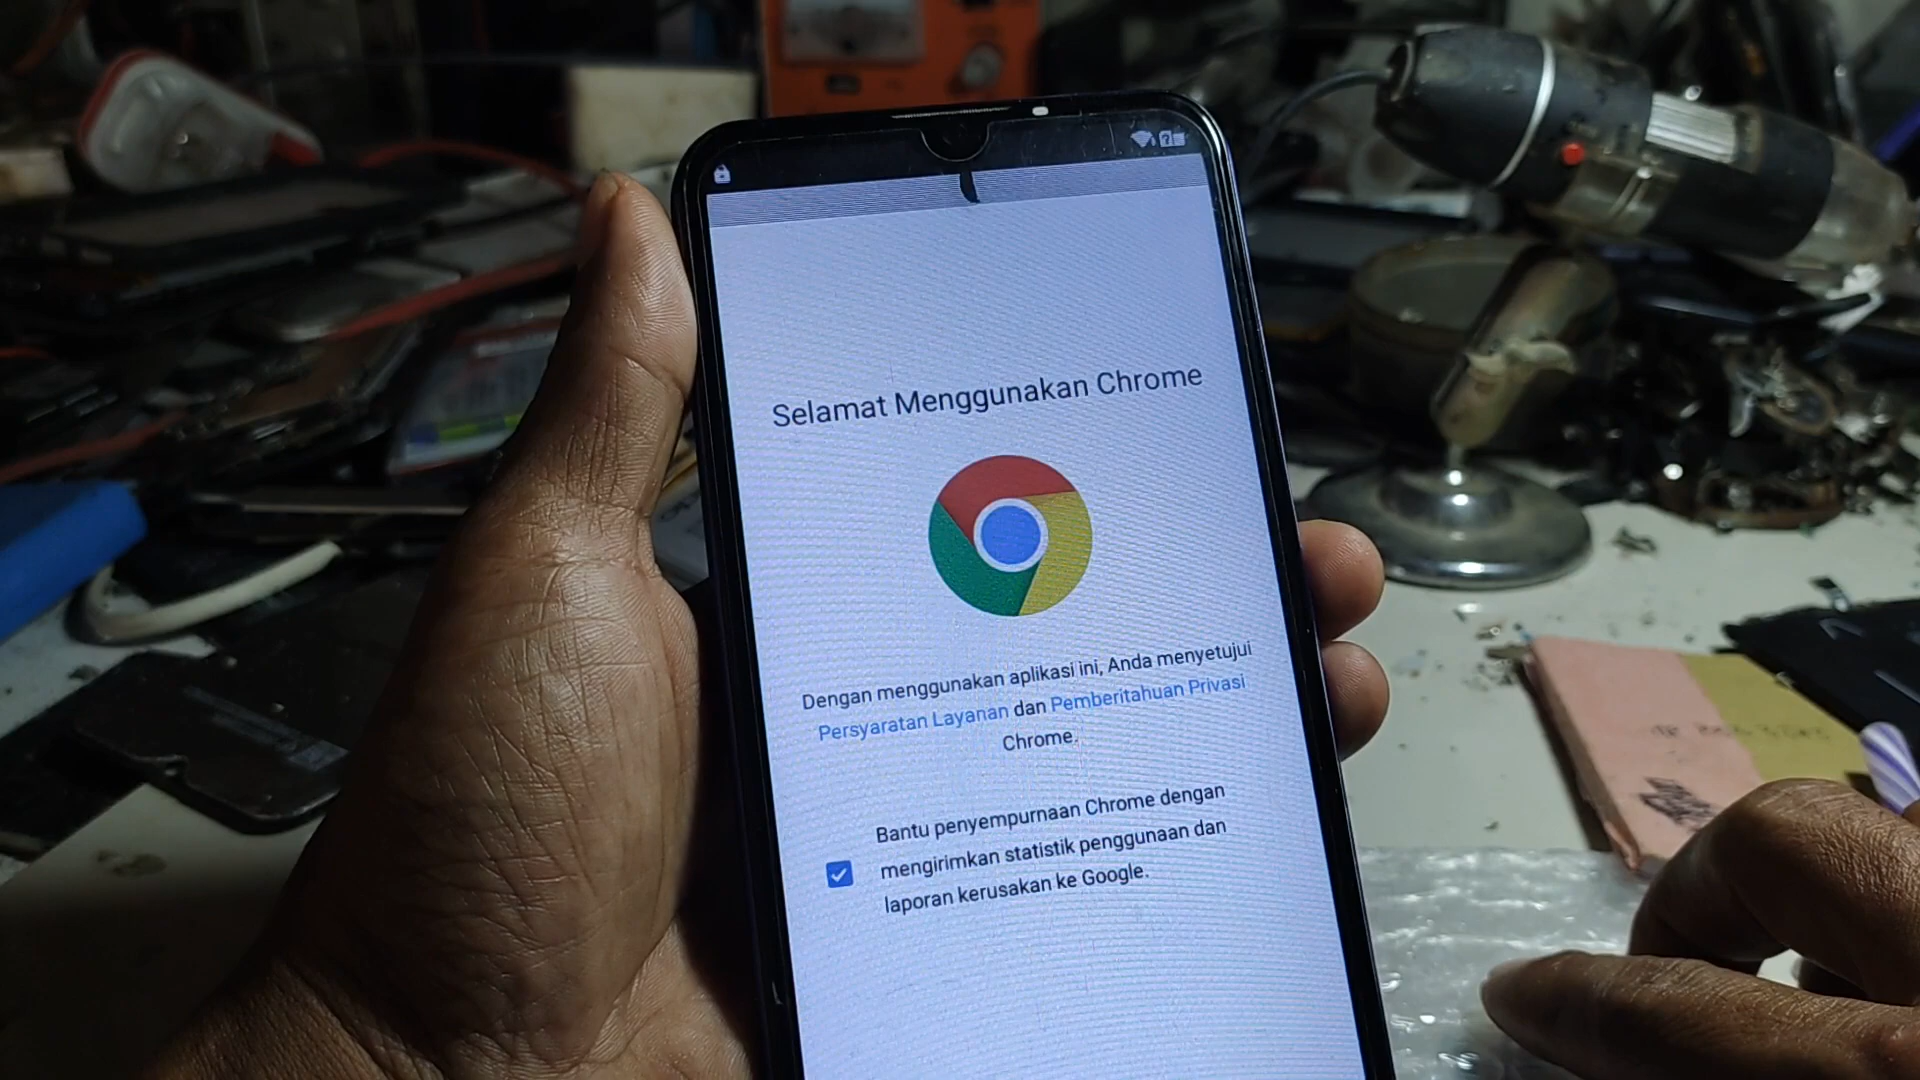 Selamat Menggunakan Chrome
Dengan menggunakan aplikasi ini, Anda menyetujui
Persyaratan Layanan dan Pemberitahuan Privasi
Chrome.
Bantu penyempurnaan Chrome dengan
mengirimkan statistik penggunaan dan
laporan kerusakan ke Google.